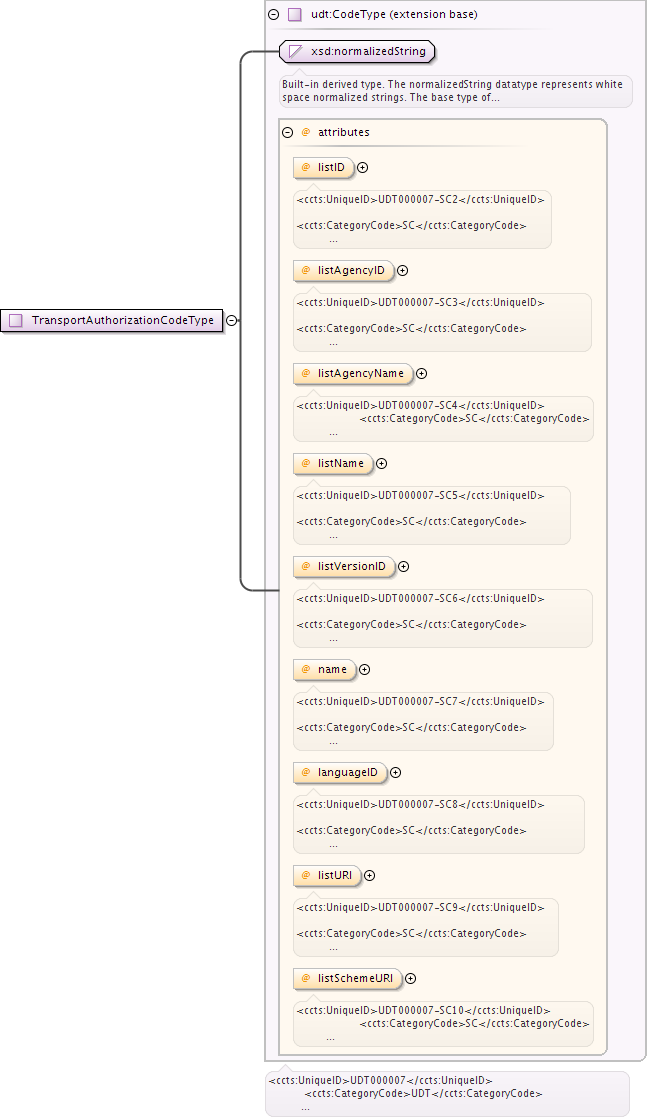 udt:CodeType (extension base)
xsd:normalizedString
Built-in derived type. The normalizedString datatype represents white
space normalized strings. The base type of...
@ attributes
@ listID
<ccts:UniqueID>UDT000007-SC2</ccts:UniqueID>
<ccts:CategoryCode>SC</ccts:CategoryCode>
...
@ listAgencyID
<ccts:UniqueID>UDT000007-SC3</ccts:UniqueID>
<ccts:CategoryCode>SC</ccts:CategoryCode>
...
TransportAuthorizationCodeType
@ listAgencyName
<ccts:UniqueID>UDT000007-SC4</ccts:UniqueID>
<ccts:CategoryCode>SC</ccts:CategoryCode>
...
@ listName
<ccts:UniqueID>UDT000007-SC5</ccts:UniqueID>
<ccts:CategoryCode>SC</ccts:CategoryCode>
...
@ listVersionID
<ccts:UniqueID>UDT000007-SC6</ccts:UniqueID>
<ccts:CategoryCode>SC</ccts:CategoryCode>
...
@ name
<ccts:UniqueID>UDT000007-SC7</ccts:UniqueID>
<ccts:CategoryCode>SC</ccts:CategoryCode>
...
@ languageID
<ccts:UniqueID>UDT000007-SC8</ccts:UniqueID>
<ccts:CategoryCode>SC</ccts:CategoryCode>
...
@ listURI
<ccts:UniqueID>UDT000007-SC9</ccts:UniqueID>
<ccts:CategoryCode>SC</ccts:CategoryCode>
...
@ listSchemeURI
<ccts:UniqueID>UDT000007-SC10</ccts:UniqueID>
<ccts:CategoryCode>SC</ccts:CategoryCode>
...
<ccts:UniqueID>UDT000007</ccts:UniqueID>
<ccts:CategoryCode>UDT</ccts:CategoryCode>
...